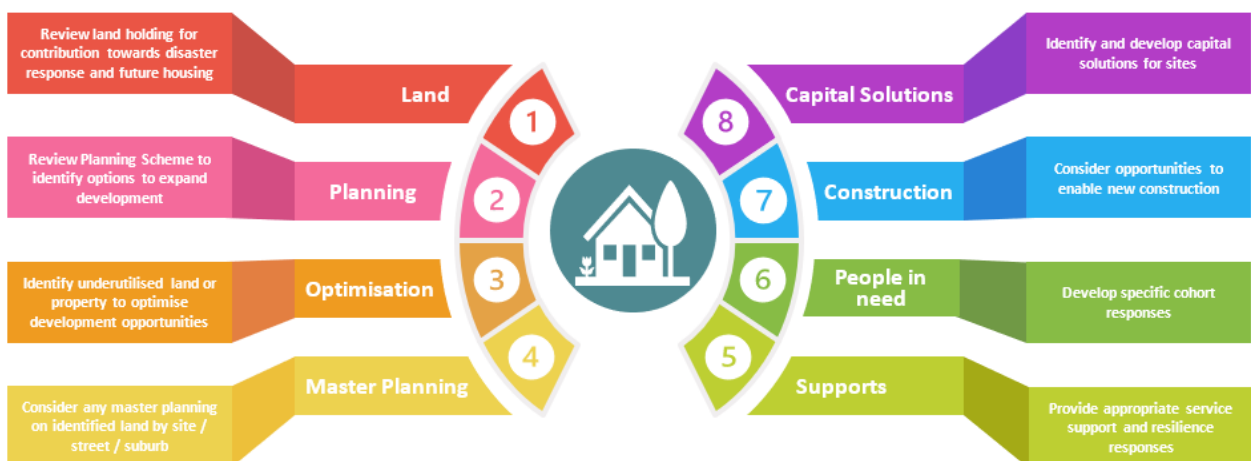 Review land holding for
contribution towards disaster
response and future housing
Land
1
Review Planning Scheme to
identify options to expand
development
Planning
2
Identify underutilised land or
property to optimise
development opportunities
Optimisation
3
Consider any master planning
on identified land by site /
street / suburb
Master Planning
4
5
Supports
Provide appropriate service
support and resilience
responses
6
People in
need
Develop specific cohort
responses
7
Construction
Consider opportunities to
enable new construction
8
Capital Solutions
Identify and develop capital
solutions for sites